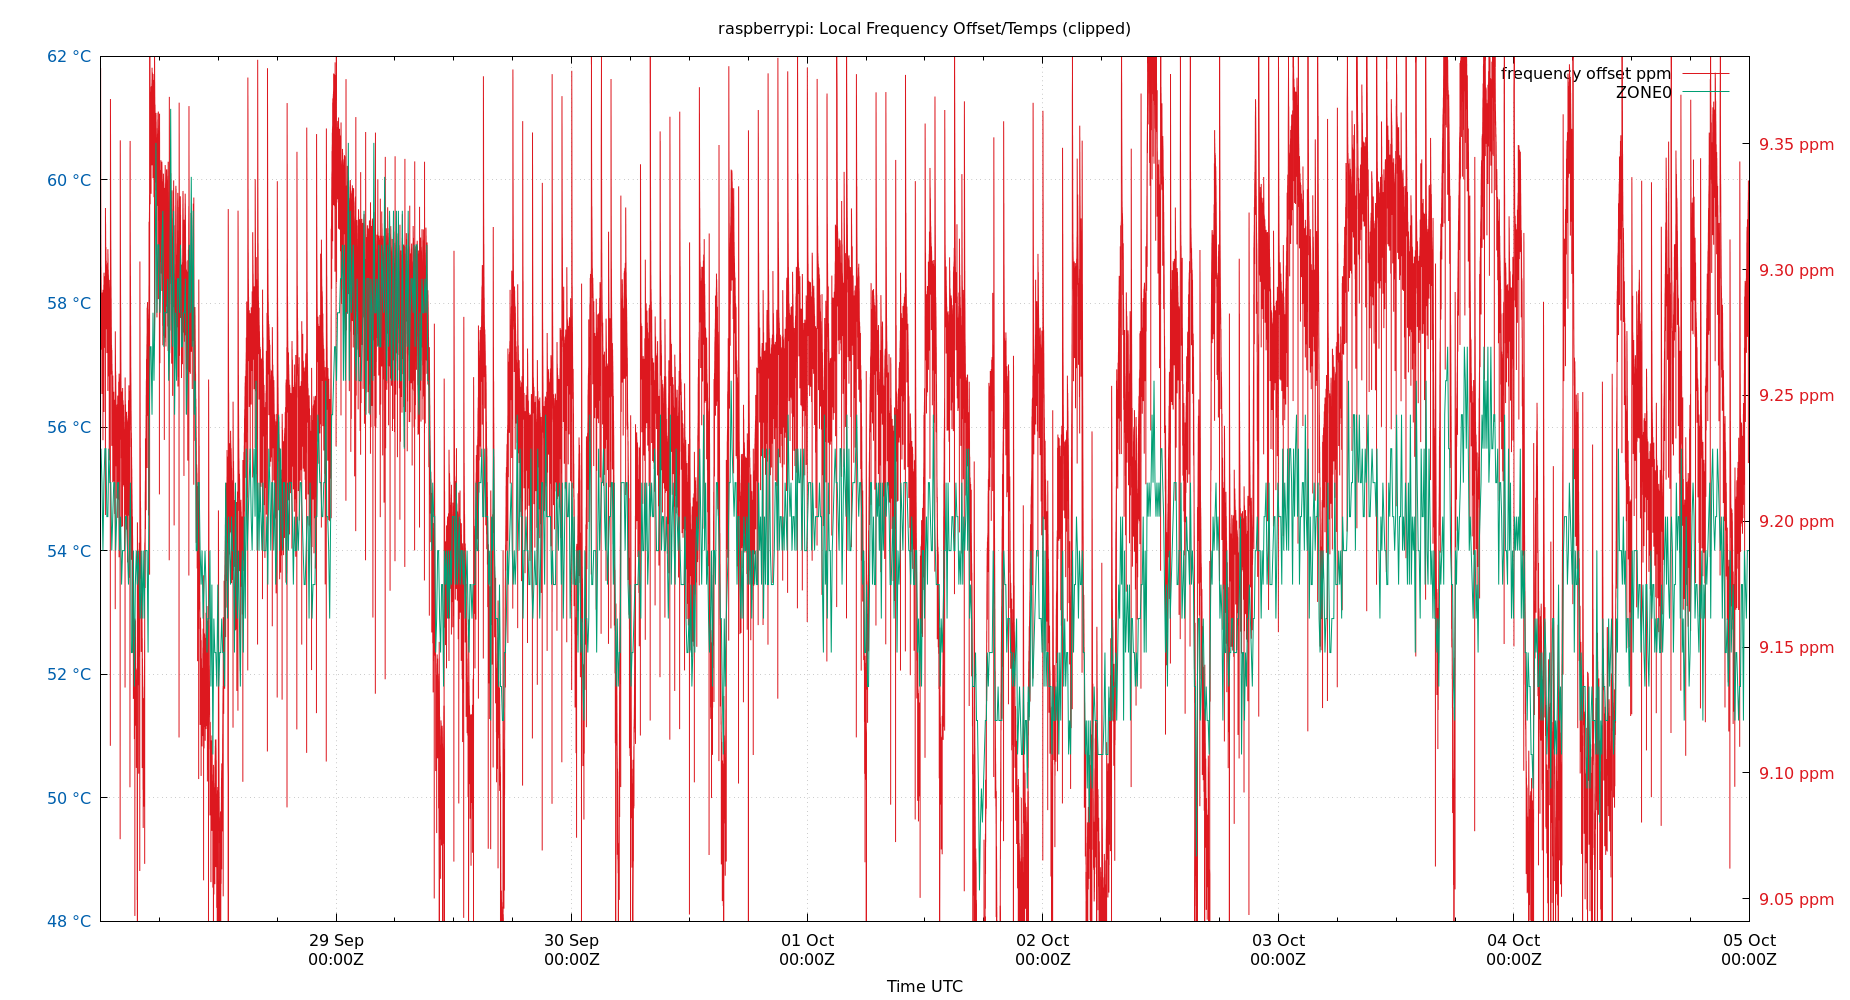 raspberrypi: Local Frequency Offset/Temps (clipped)
62 °C
60 °C
58 °C
56 °C
54 °C
52 °C
50 °C
48 °C
frequency offset ppm
ZONE0
9.35 ppm
9.30 ppm
9.25 ppm
9.20 ppm
9.15 ppm
9.10 ppm
9.05 ppm
29 Sep
00:00Z
30 Sep
00:00Z
01 Oct
00:00Z
02 Oct
00:00Z
03 Oct
00:00Z
04 Oct
00:00Z
05 Oct
00:00Z
Time UTC